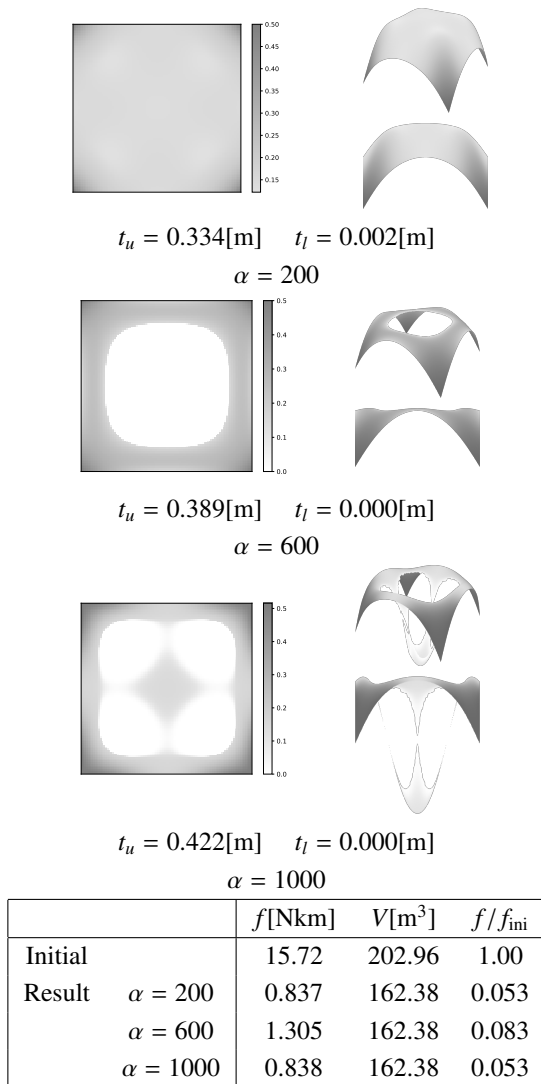 0.50
0.45
0.40
0.35
0.30
0.25
0.20
0.15
t_u = 0.334[m] t_l = 0.002[m]
α = 200
0.5
0.4
0.3
0.2
0.1
0.0
t_u = 0.389[m] t_l = 0.000[m]
α = 600
0.5
0.4
0.3
0.2
0.1
0.0
t_u = 0.422[m] t_l = 0.000[m]
α = 1000
f[Nkm] V[m³] f/f_ini
Initial 15.72 202.96 1.00
Result α = 200 0.837 162.38 0.053
α = 600 1.305 162.38 0.083
α = 1000 0.838 162.38 0.053